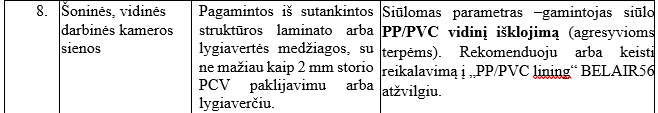 8. Šoninės, vidinės
darbinės kameros
sienos
Pagamintos iš sutankintos
struktūros laminato arba
lygiavertės medžiagos, su
ne mažiau kaip 2 mm storio
PCV paklijavimu arba
lygiaverčiu.
Siūlomas parametras –gamintojas siūlo
PP/PVC vidinį išklojimą (agresyvioms
terpėms). Rekomenduoju arba keisti
reikalavimą į „PP/PVC lining“ BELAIR56
atžvilgiu.